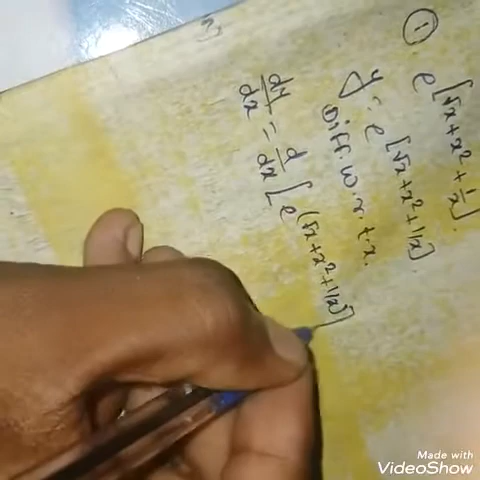 ① e[√x+x²+1/x].
y = e[√x+x²+1/x].
Diff. w.r.t.x.
dy/dx = d/dx [e(√x+x²+1/x)]
Made with
VideoShow